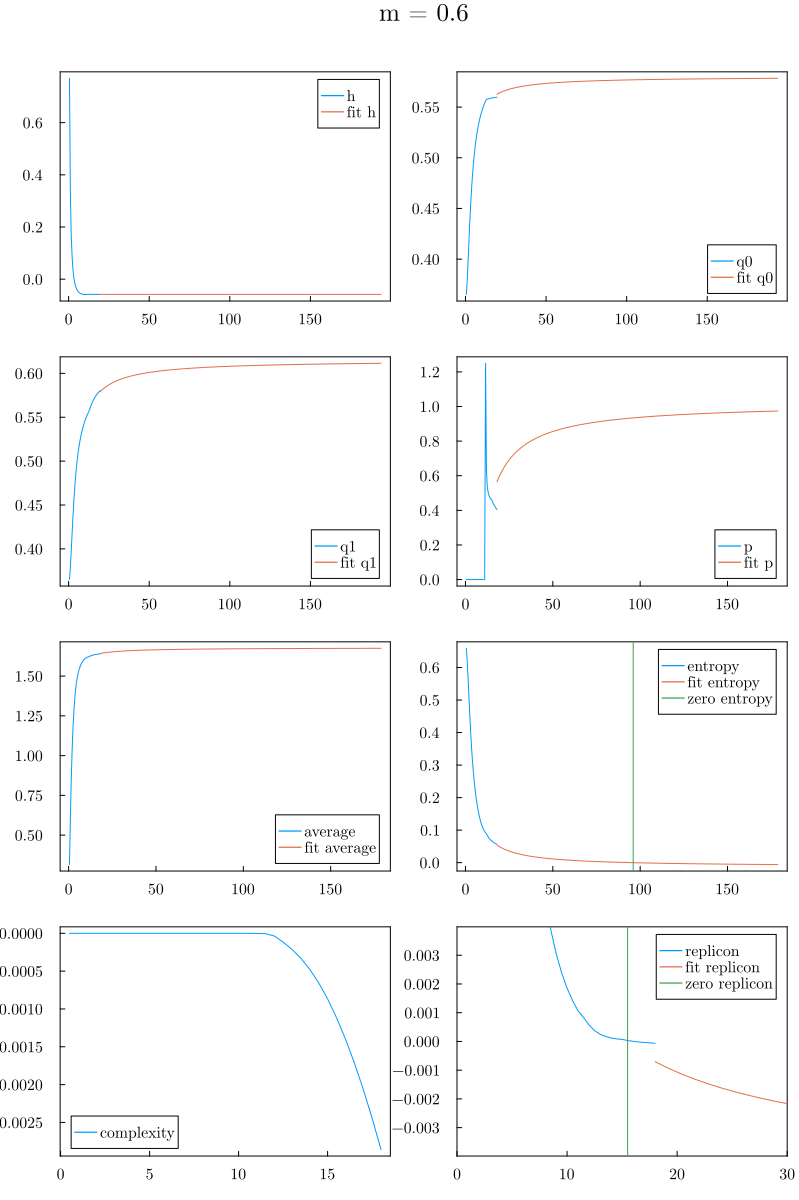 m = 0.6
h
fit h
0.6
0.4
0.2
0.0
0 50 100 150
q0
fit q0
0.55
0.50
0.45
0.40
0 50 100 150
q1
fit q1
0.60
0.55
0.50
0.45
0.40
0 50 100 150
p
fit p
1.2
1.0
0.8
0.6
0.4
0.2
0.0
0 50 100 150
average
fit average
1.50
1.25
1.00
0.75
0.50
0 50 100 150
entropy
fit entropy
zero entropy
0.6
0.5
0.4
0.3
0.2
0.1
0.0
0 50 100 150
complexity
0.0000
0.0005
0.0010
0.0015
0.0020
0.0025
0 5 10 15
replicon
fit replicon
zero replicon
0.003
0.002
0.001
0.000
−0.001
−0.002
−0.003
0 10 20 30